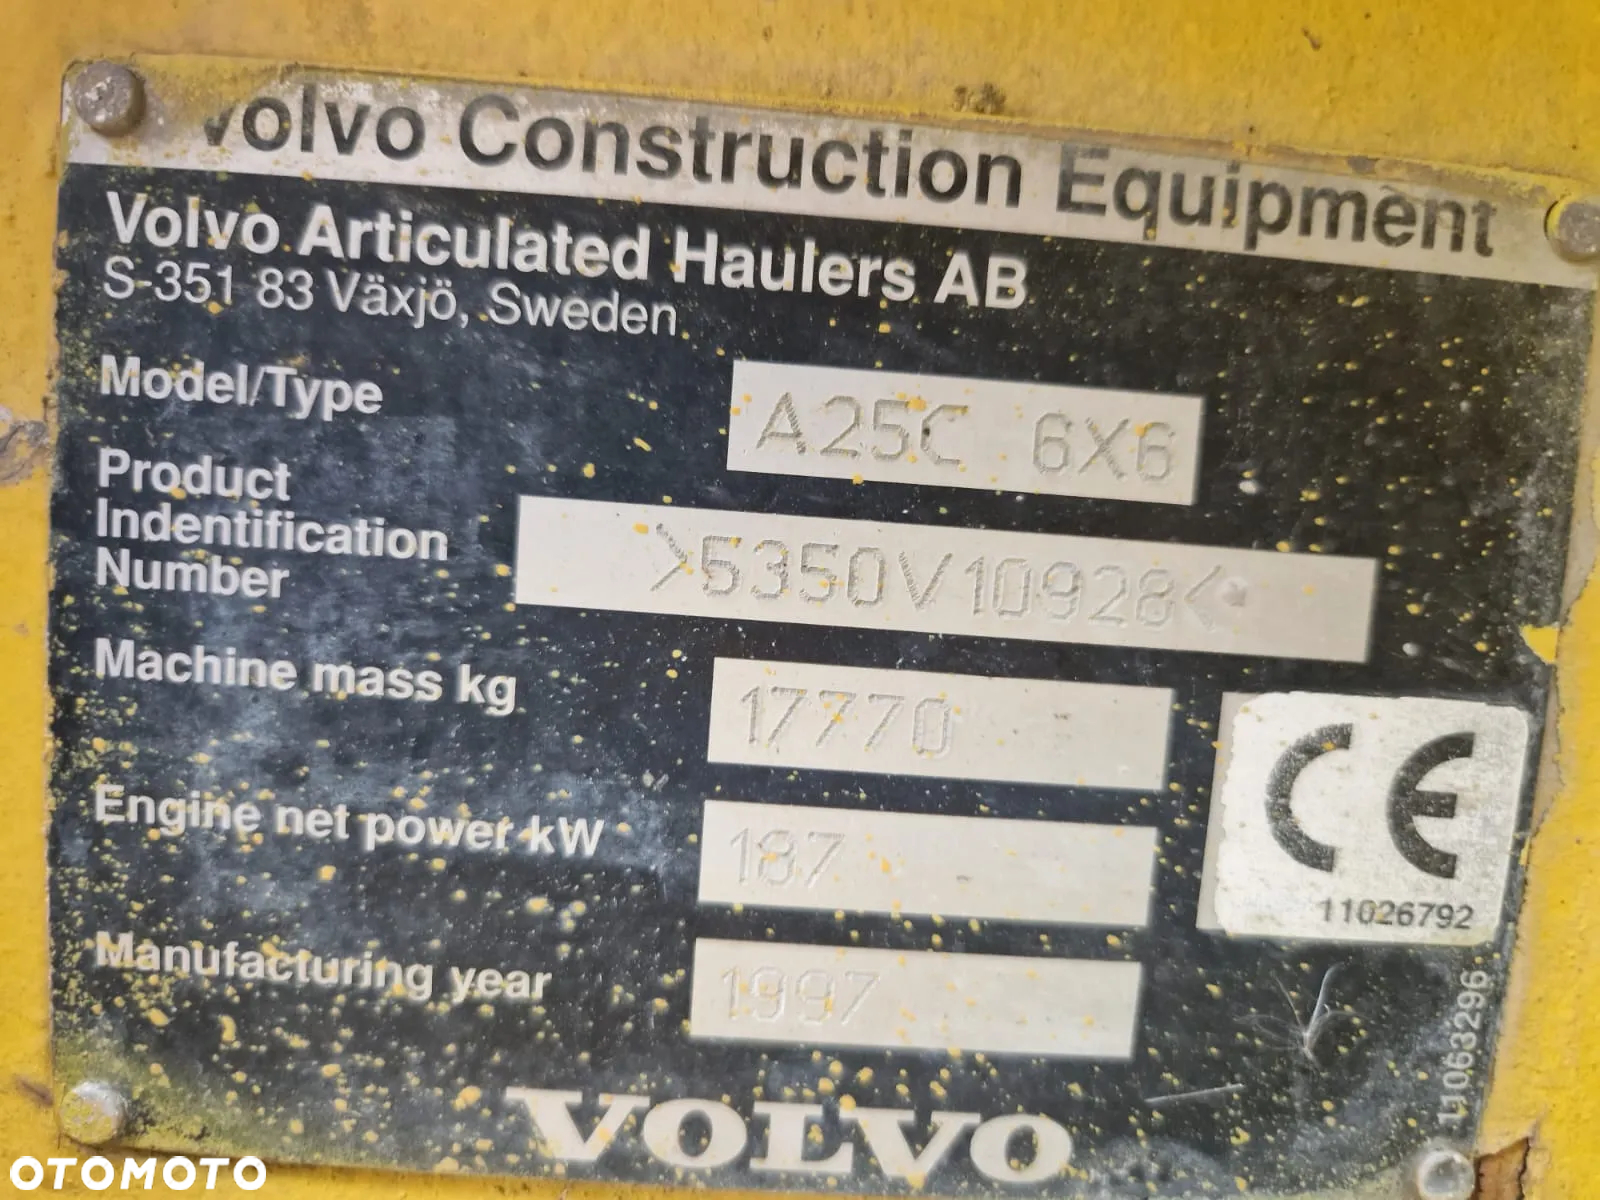 Volvo Construction Equipment
Volvo Articulated Haulers AB
S-351 83 Växjö, Sweden
Model/Type A25C 6X6
Product
Indentification
Number >5350V10928<
Machine mass kg 17770
Engine net power kW 187
Manufacturing year 1997
CE
11026792
11063296
VOLVO
OTOMOTO